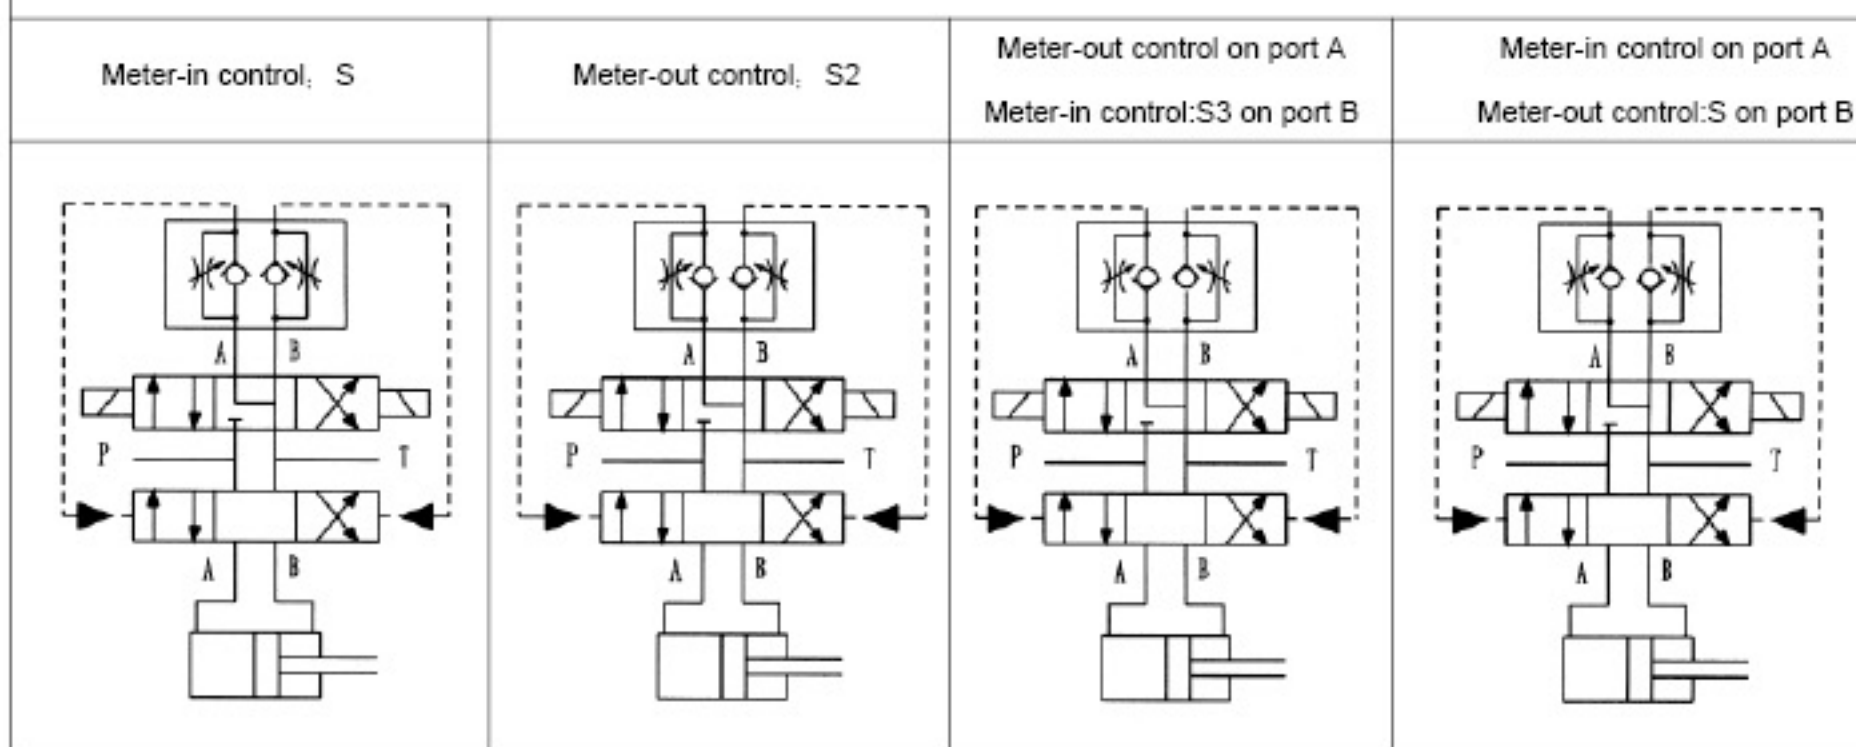 Meter-in control: S
Meter-out control: S2
Meter-out control on port A
Meter-in control:S3 on port B
Meter-in control on port A
Meter-out control:S on port B
A B
A B
A B
A B
P T
P T
P T
P T
A B
A B
A B
A B